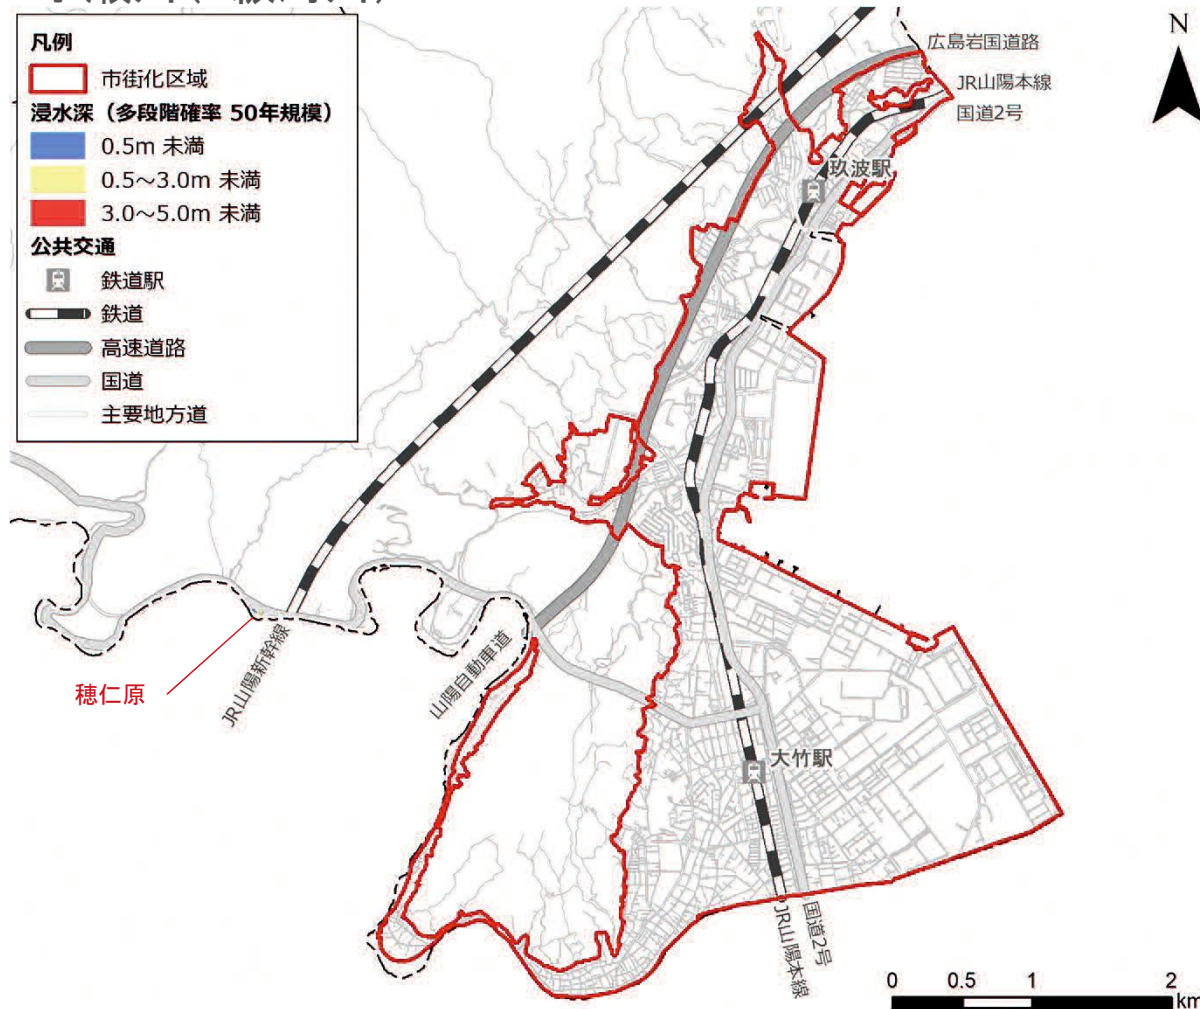 凡例
市街化区域
浸水深（多段階確率 50年規模）
0.5m 未満
0.5～3.0m 未満
3.0～5.0m 未満
公共交通
鉄道駅
鉄道
高速道路
国道
主要地方道
N
広島岩国道路
JR山陽本線
国道2号
玖波駅
穂仁原
JR山陽新幹線
山陽自動車道
大竹駅
JR山陽本線
国道2号
0 0.5 1 2
km